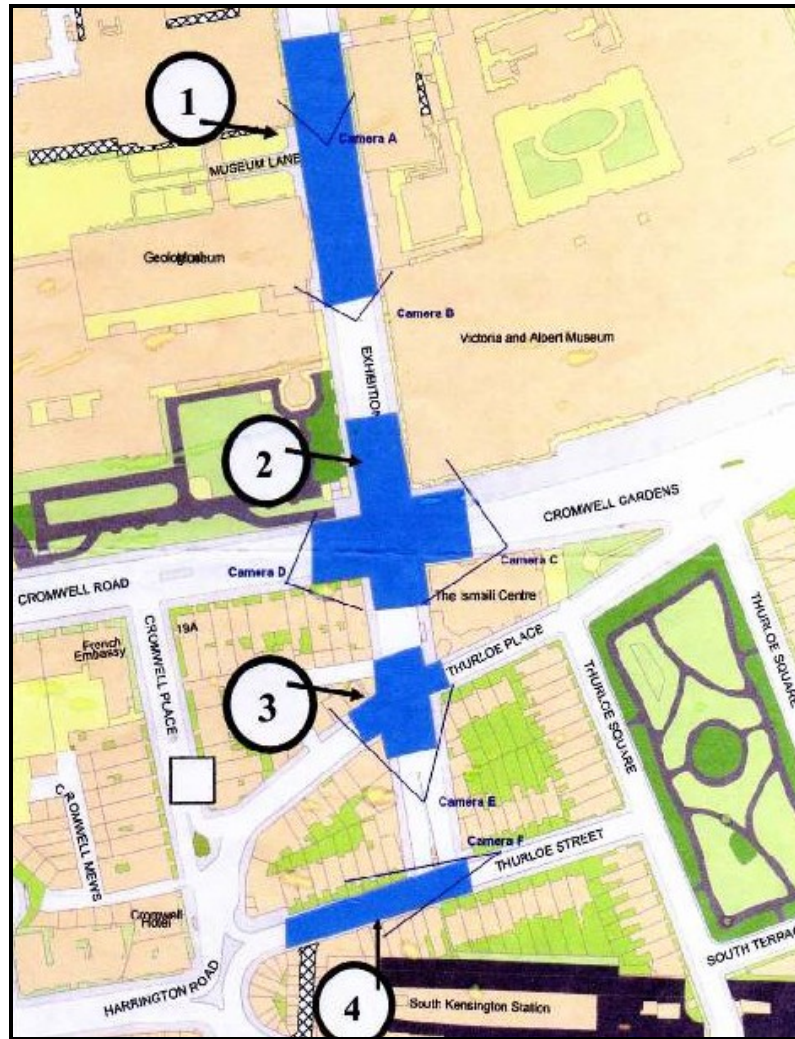 1
Camera A
MUSEUM LANE
Museum
Camera B
Victoria and Albert Museum
EXHIBITION
2
CROMWELL GARDENS
Camera C
Camera D
CROMWELL ROAD
The Ismaili Centre
19A
French
Embassy
CROMWELL PLACE
THURLOE PLACE
THURLOE SQUARE
THURLOE SQUARE
3
CROMWELL MEWS
Camera E
Camera F
THURLOE STREET
Cromwell
Hotel
HARRINGTON ROAD
4
South Kensington Station
SOUTH TERRAC